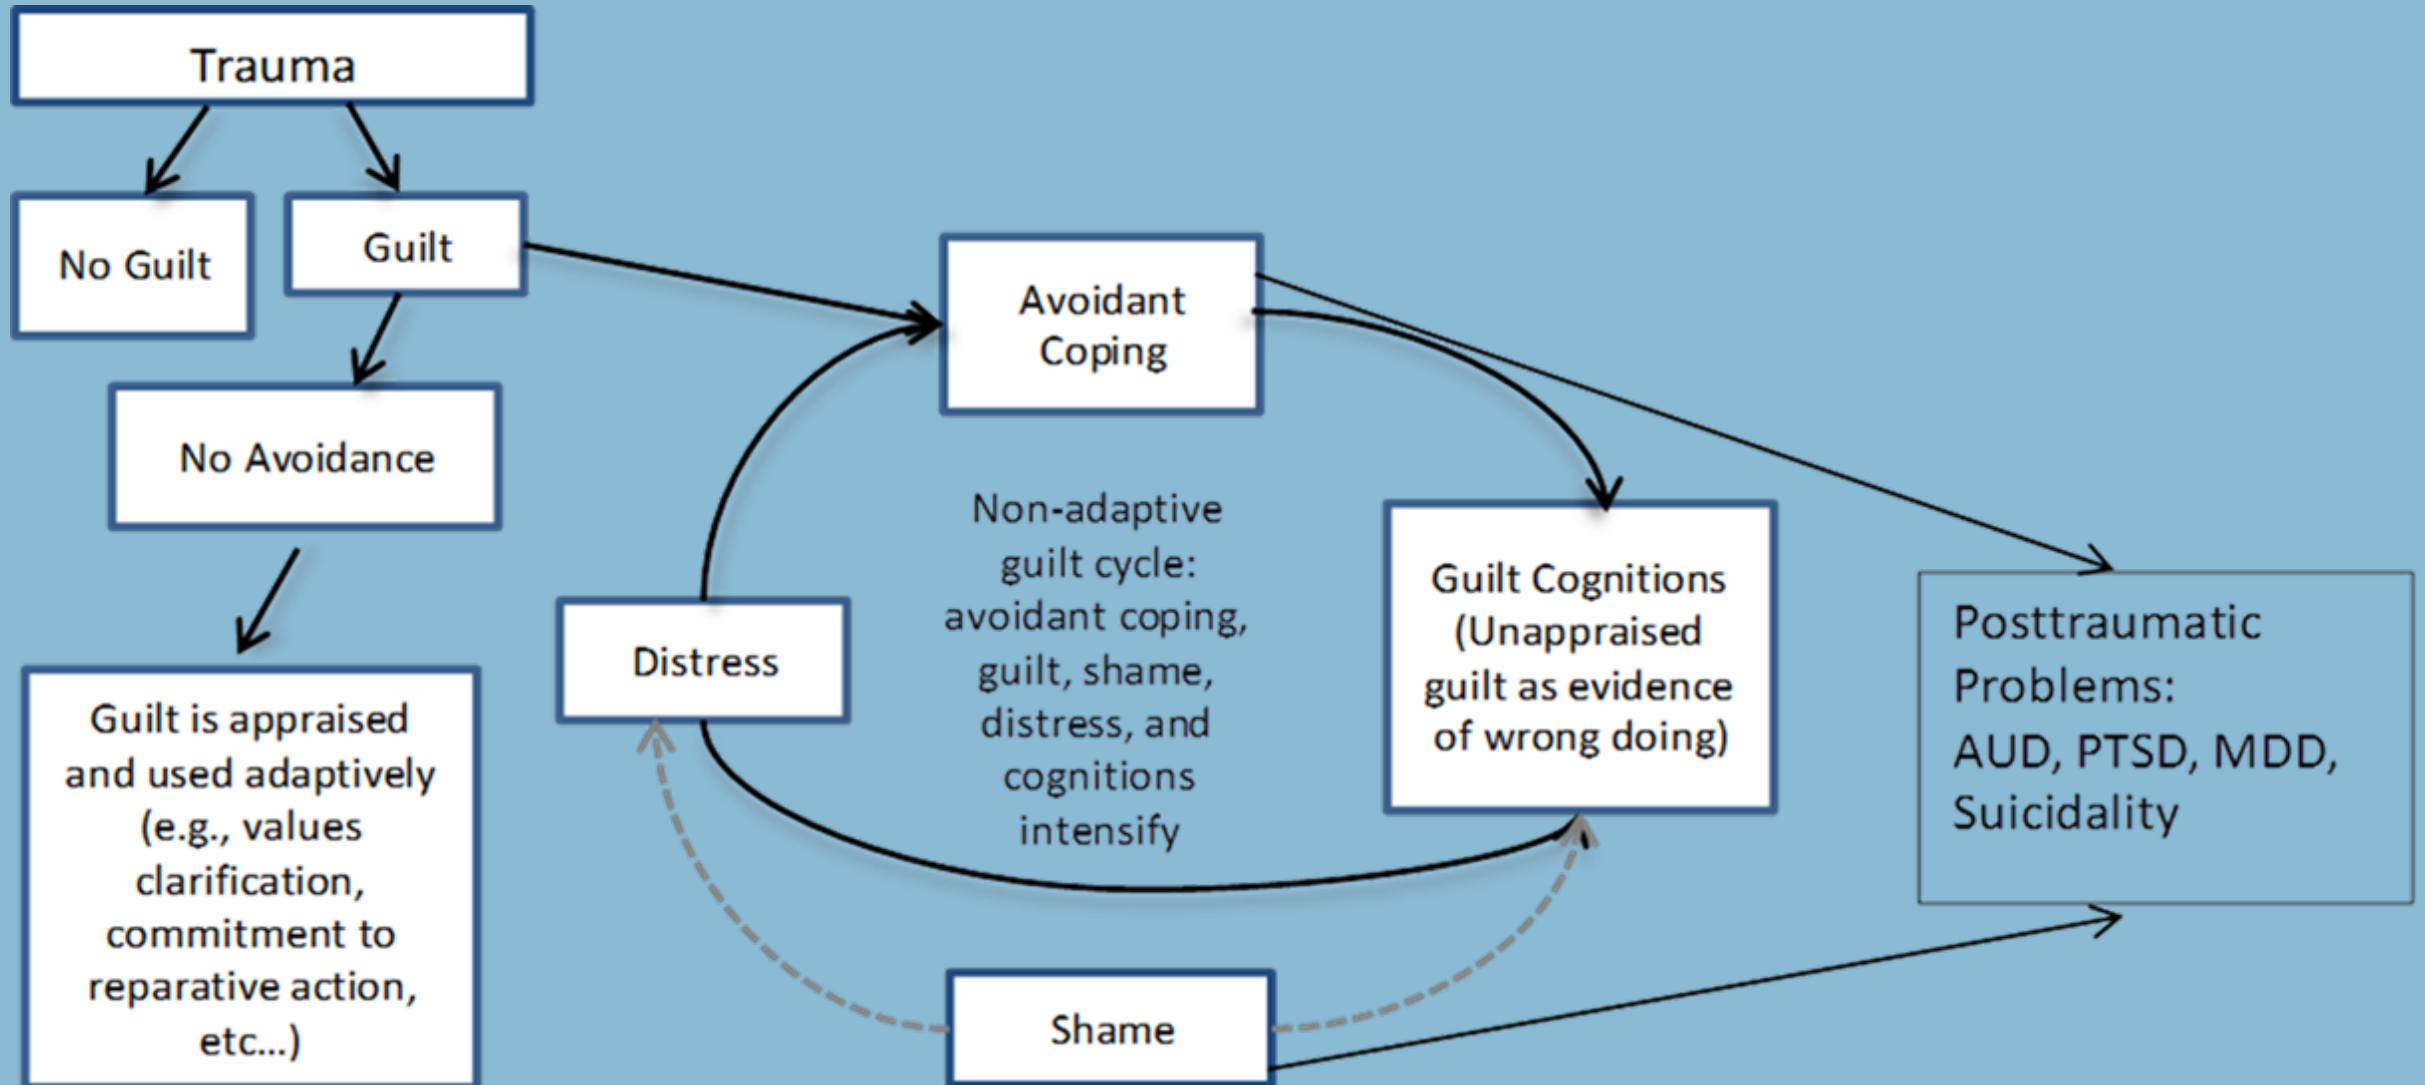 Trauma
No Guilt
Guilt
No Avoidance
Guilt is appraised
and used adaptively
(e.g., values
clarification,
commitment to
reparative action,
etc...)
Avoidant
Coping
Distress
Non-adaptive
guilt cycle:
avoidant coping,
guilt, shame,
distress, and
cognitions
intensify
Guilt Cognitions
(Unappraised
guilt as evidence
of wrong doing)
Shame
Posttraumatic
Problems:
AUD, PTSD, MDD,
Suicidality